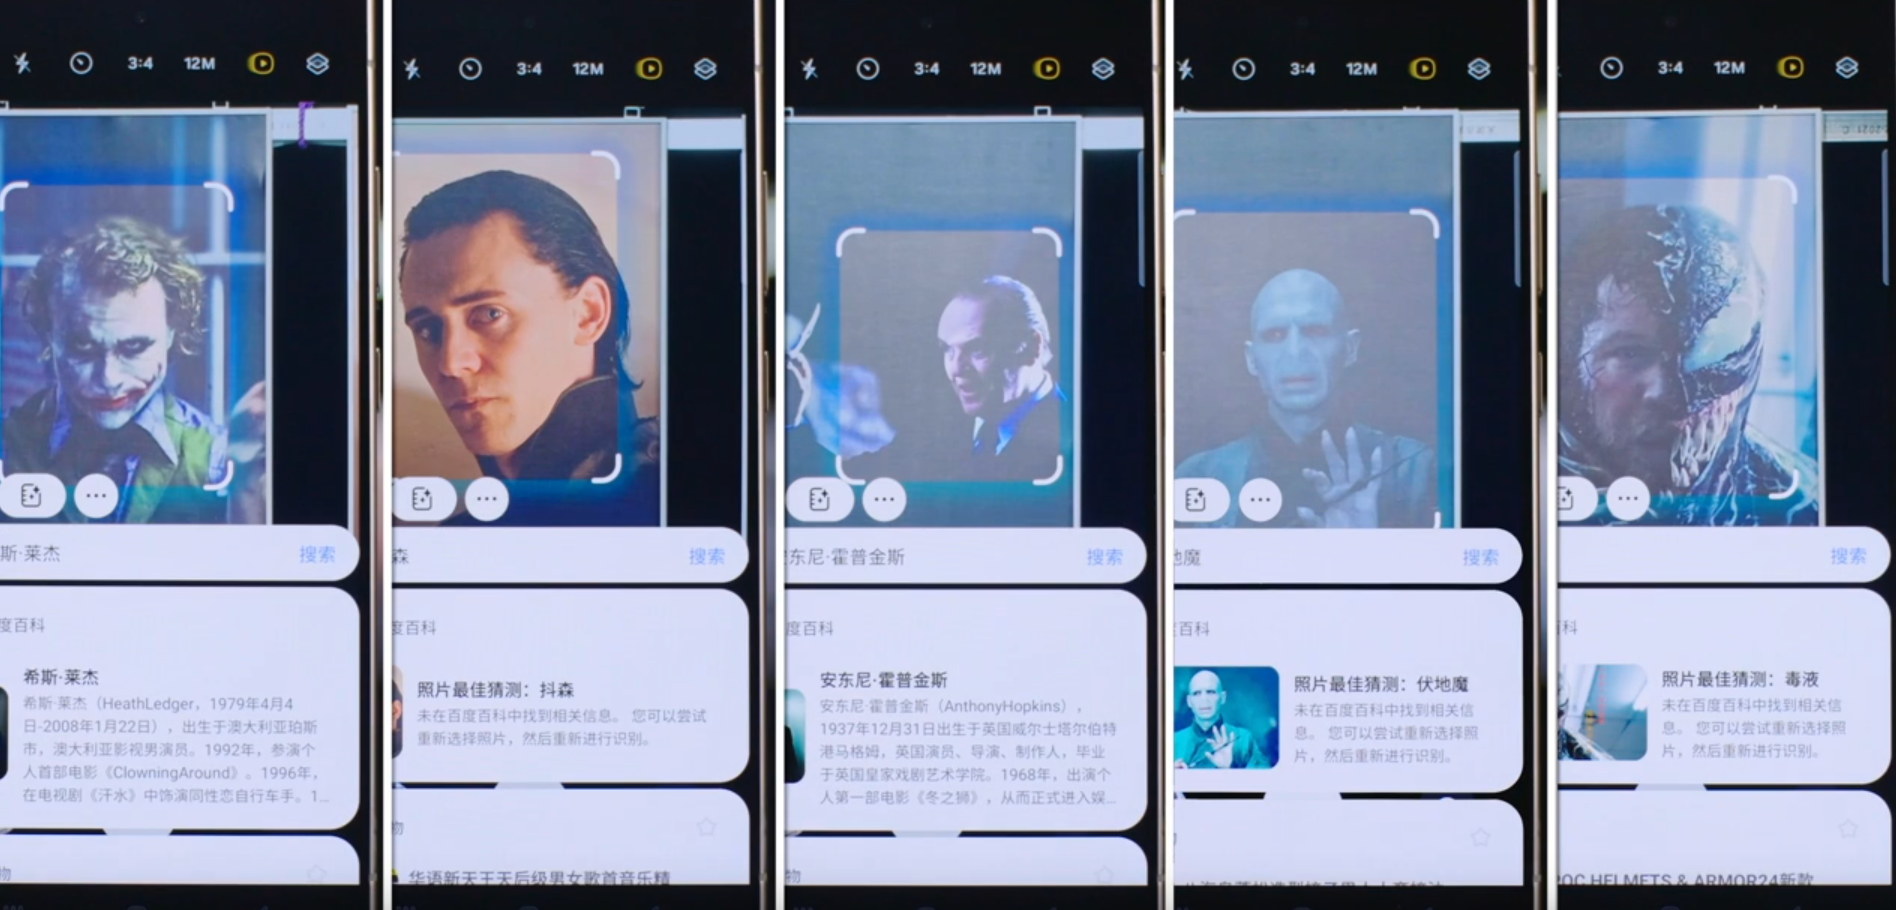 3:4
12M
斯·莱杰
搜索
度百科
希斯·莱杰
希斯·莱杰（HeathLedger，1979年4月4
日-2008年1月22日），出生于澳大利亚珀斯
市，澳大利亚影视男演员。1992年，参演个
人首部电影《ClowningAround》。1996年，
在电视剧《汗水》中饰演同性恋自行车手。1...
物
3:4
12M
森
搜索
度百科
照片最佳猜测：抖森
未在百度百科中找到相关信息。 您可以尝试
重新选择照片，然后重新进行识别。
物
华语新天王天后级男女歌首音乐精
3:4
12M
东尼·霍普金斯
搜索
度百科
安东尼·霍普金斯
安东尼·霍普金斯（AnthonyHopkins），
1937年12月31日出生于英国威尔士塔尔伯特
港马格姆，英国演员、导演、制作人，毕业
于英国皇家戏剧艺术学院。1968年，出演个
人第一部电影《冬之狮》，从而正式进入娱...
物
3:4
12M
地魔
搜索
百科
照片最佳猜测：伏地魔
未在百度百科中找到相关信
息。 您可以尝试重新选择照
片，然后重新进行识别。
3:4
12M
搜索
科
照片最佳猜测：毒液
未在百度百科中找到相关信
息。 您可以尝试重新选择照
片，然后重新进行识别。
ROC HELMETS & ARMOR24新款